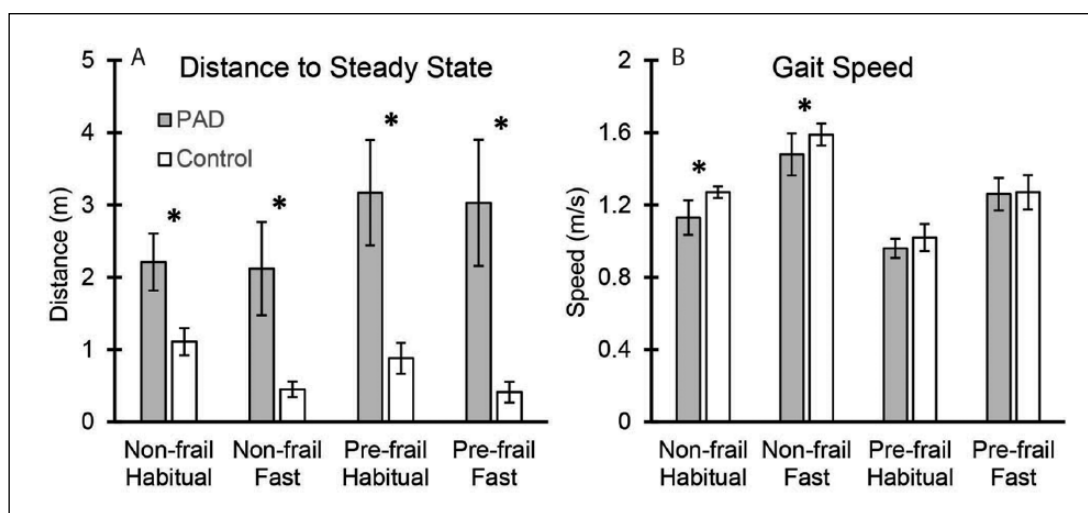 A
Distance to Steady State
5
4
3
2
1
0
Distance (m)
PAD
Control
*
*
*
*
Non-frail
Habitual
Non-frail
Fast
Pre-frail
Habitual
Pre-frail
Fast
B
Gait Speed
2
1.6
1.2
0.8
0.4
0
Speed (m/s)
*
*
Non-frail
Habitual
Non-frail
Fast
Pre-frail
Habitual
Pre-frail
Fast